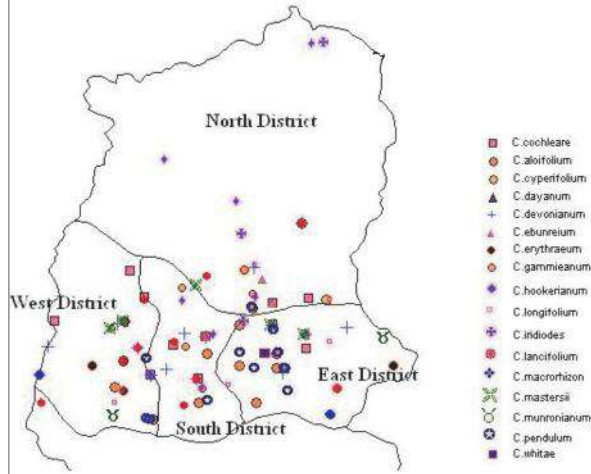 North District
West District
East District
South District
C.cochleare
C.aloifolium
C.cyperifolium
C.dayanum
C.devonianum
C.ebunreium
C.erythraeum
C.gammieanum
C.hookerianum
C.longifolium
C.iridiodes
C.lancifolium
C.macrorhizon
C.mastersii
C.munronianum
C.pendulum
C.whitae